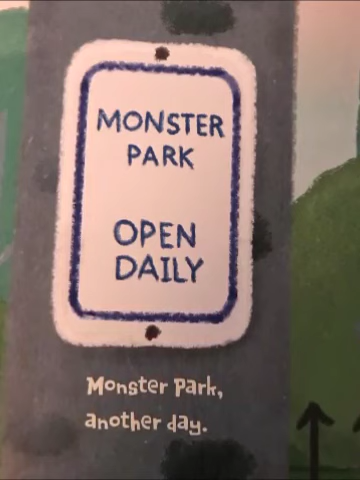 MONSTER
PARK
OPEN
DAILY
Monster Park,
another day.